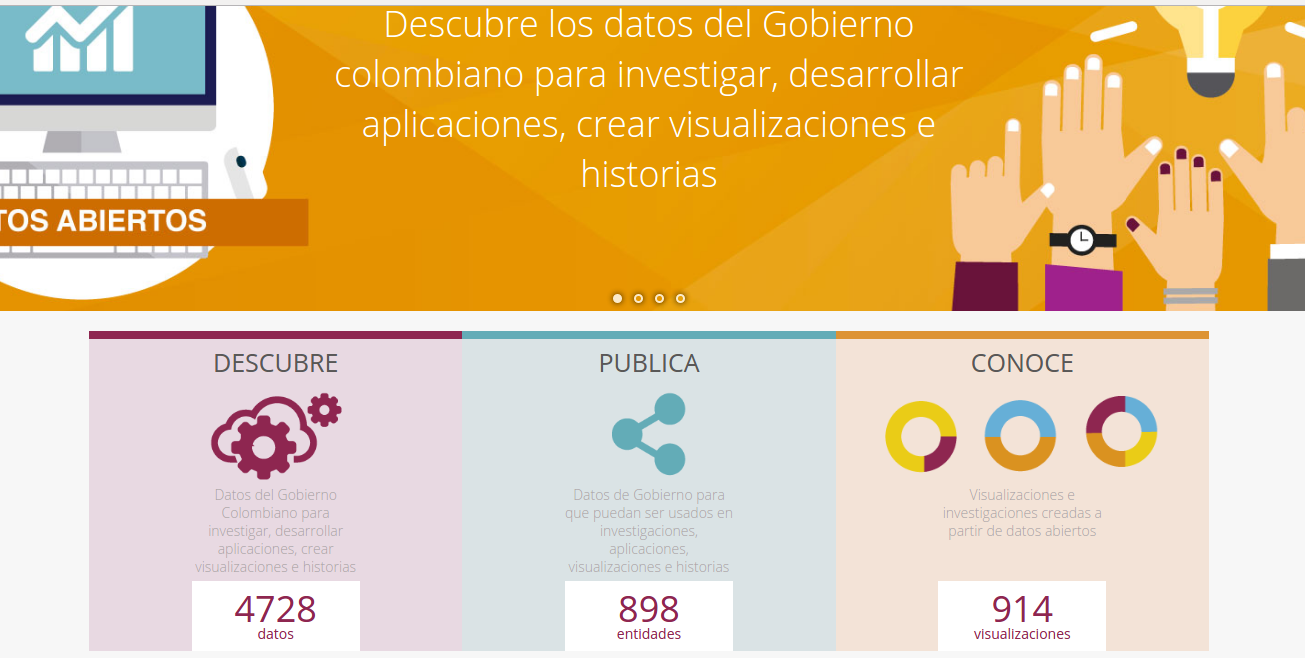 Descubre los datos del Gobierno
colombiano para investigar, desarrollar
aplicaciones, crear visualizaciones e
historias
TOS ABIERTOS
DESCUBRE
Datos del Gobierno
Colombiano para
investigar, desarrollar
aplicaciones, crear
visualizaciones e historias
4728
datos
PUBLICA
Datos de Gobierno para
que puedan ser usados en
investigaciones,
aplicaciones,
visualizaciones e historias
898
entidades
CONOCE
Visualizaciones e
investigaciones creadas a
partir de datos abiertos
914
visualizaciones